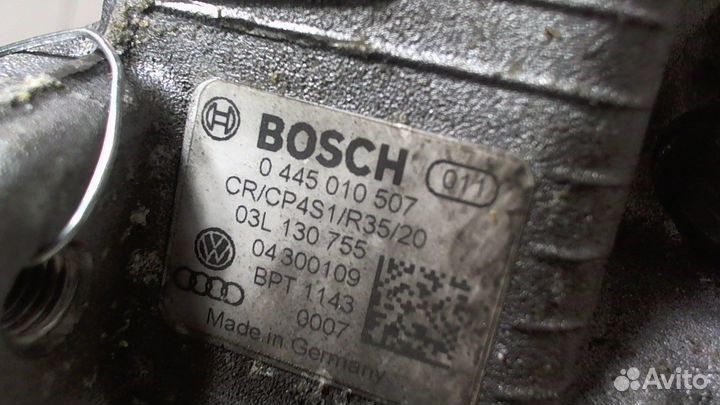 BOSCH
011
0 445 010 507
CR/CP4S1/R35/20
03L 130 755
04300109
BPT 1143
0007
Made in Germany
Avito